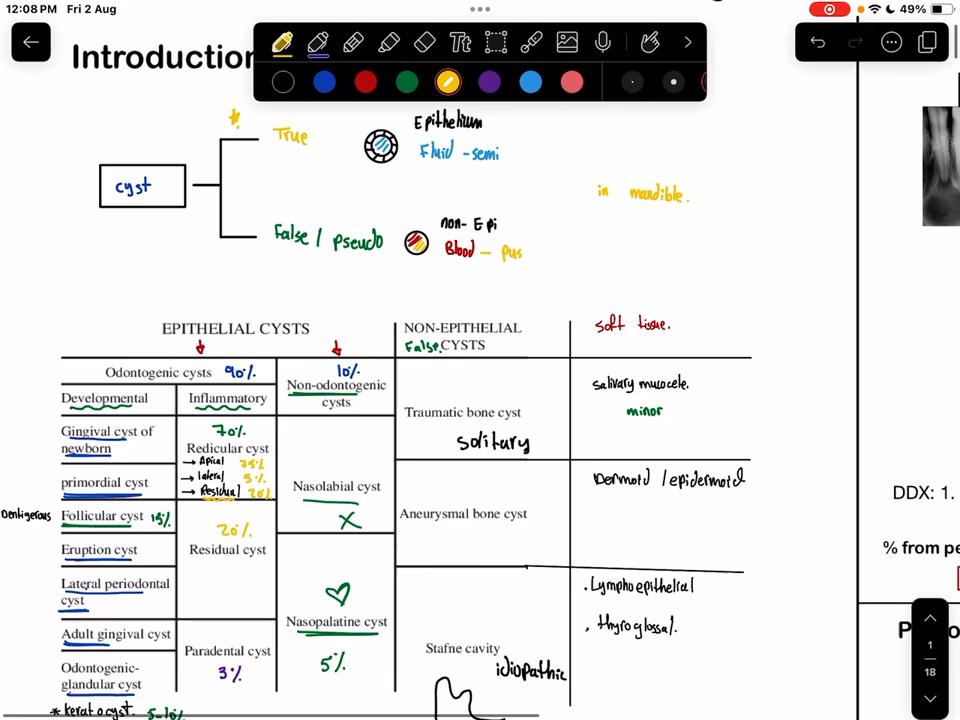 12:08 PM Fri 2 Aug
49%
Introduction
Tt
True
Epithelium
Fluid - semi
in mandible.
cyst
False / pseudo
non- Epi
Blood - pus
EPITHELIAL CYSTS
NON-EPITHELIAL
False CYSTS
soft tissue.
Odontogenic cysts 90%
10%
Non-odontogenic
cysts
Developmental
Inflammatory
Salivary mucocele.
minor
Traumatic bone cyst
solitary
Gingival cyst of
newborn
70%
Redicular cyst
→ Apical 75%
→ lateral 5%
→ Residual 20%
primordial cyst
Nasolabial cyst
X
Dermoid / epidermoid
Dentigerous
Follicular cyst 15%
Aneurysmal bone cyst
20%
Residual cyst
Eruption cyst
Lateral periodontal
cyst
Nasopalatine cyst
5%
. Lymphoepithelial
. thyroglossal.
Adult gingival cyst
Paradental cyst
3%
Stafne cavity
idiopathic
Odontogenic-
glandular cyst
* keratocyst 5-10%
DDX: 1.
% from pe
P
1
18